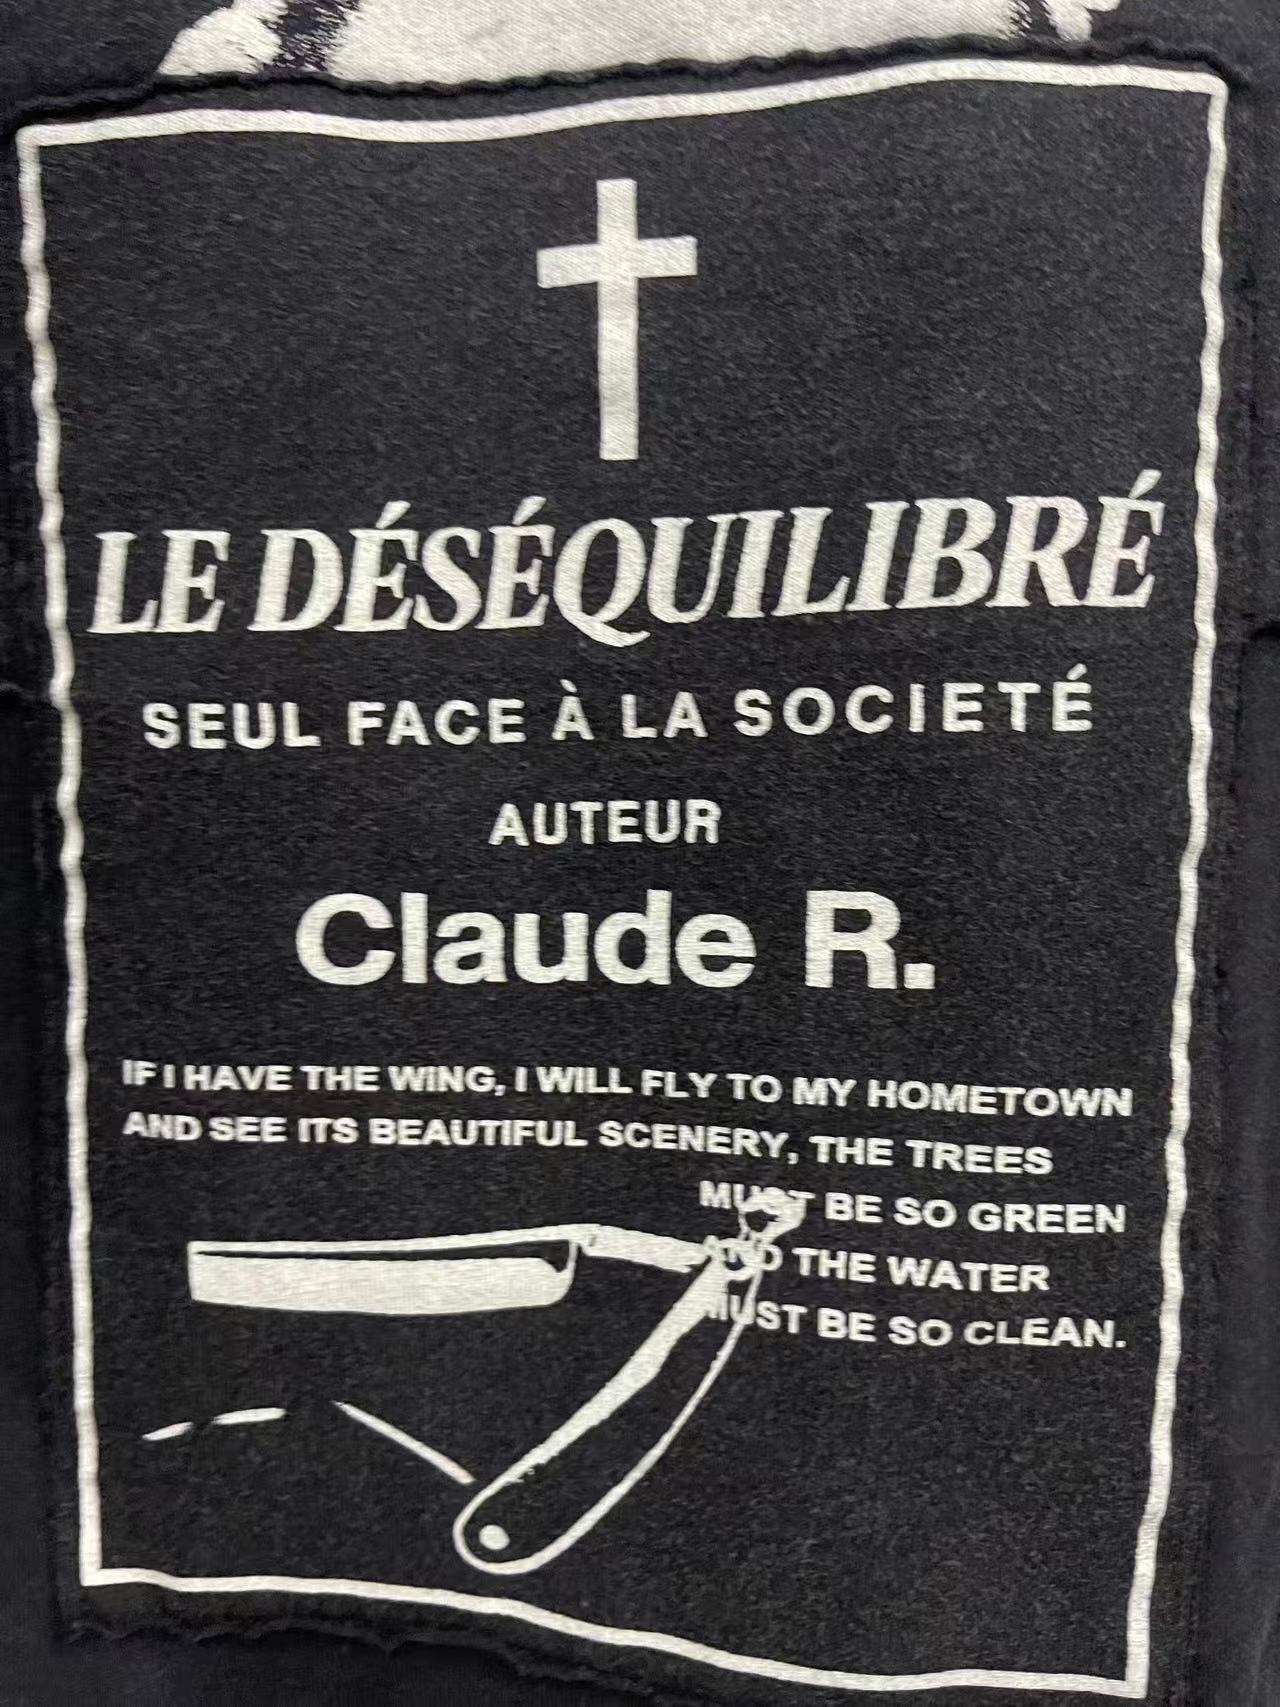 LE DÉSÉQUILIBRÉ
SEUL FACE À LA SOCIETÉ
AUTEUR
Claude R.
IF I HAVE THE WING, I WILL FLY TO MY HOMETOWN
AND SEE ITS BEAUTIFUL SCENERY, THE TREES
MUST BE SO GREEN
AND THE WATER
MUST BE SO CLEAN.